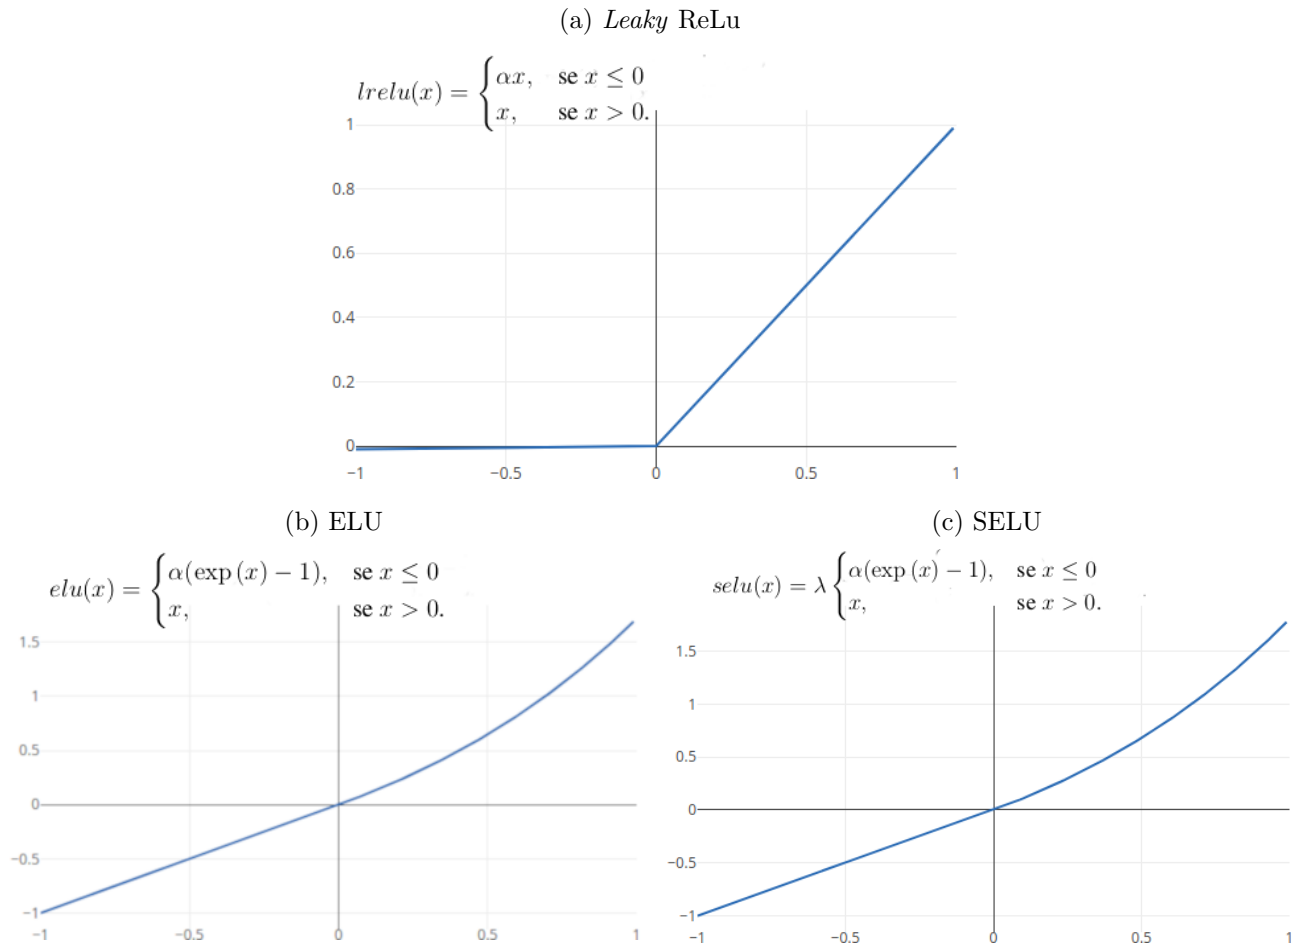 (a) Leaky ReLu
lrelu(x) = { αx, se x ≤ 0
x, se x > 0.
1
0.8
0.6
0.4
0.2
0
−1 −0.5 0 0.5 1
(b) ELU
elu(x) = { α(exp (x) − 1), se x ≤ 0
x, se x > 0.
1.5
1
0.5
0
−0.5
−1
−1 −0.5 0 0.5 1
(c) SELU
selu(x) = λ { α(exp (x) − 1), se x ≤ 0
x, se x > 0.
1.5
1
0.5
0
−0.5
−1
−1 −0.5 0 0.5 1